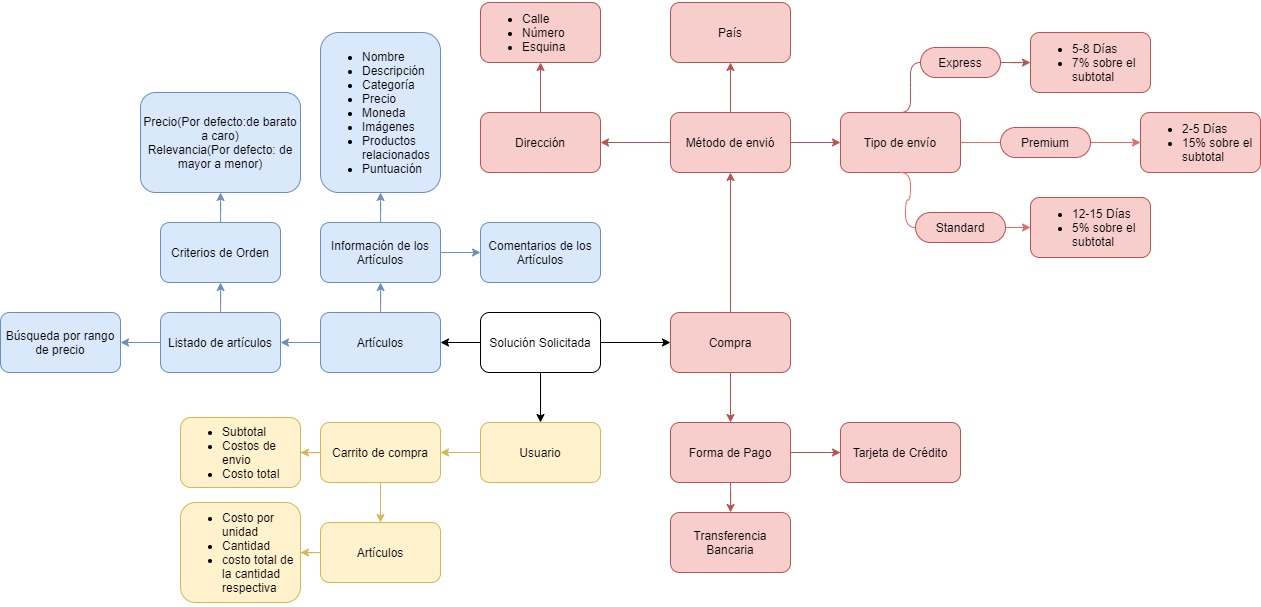 Calle
Número
Esquina
País
Nombre
Descripción
Categoría
Precio
Moneda
Imágenes
Productos
relacionados
Puntuación
Express
5-8 Días
7% sobre el
subtotal
Precio(Por defecto:de barato
a caro)
Relevancia(Por defecto: de
mayor a menor)
Dirección
Método de envió
Tipo de envío
Premium
2-5 Días
15% sobre el
subtotal
Standard
12-15 Días
5% sobre el
subtotal
Criterios de Orden
Información de los
Artículos
Comentarios de los
Artículos
Búsqueda por rango
de precio
Listado de artículos
Artículos
Solución Solicitada
Compra
Subtotal
Costos de
envio
Costo total
Carrito de compra
Usuario
Forma de Pago
Tarjeta de Crédito
Costo por
unidad
Cantidad
costo total de
la cantidad
respectiva
Artículos
Transferencia
Bancaria